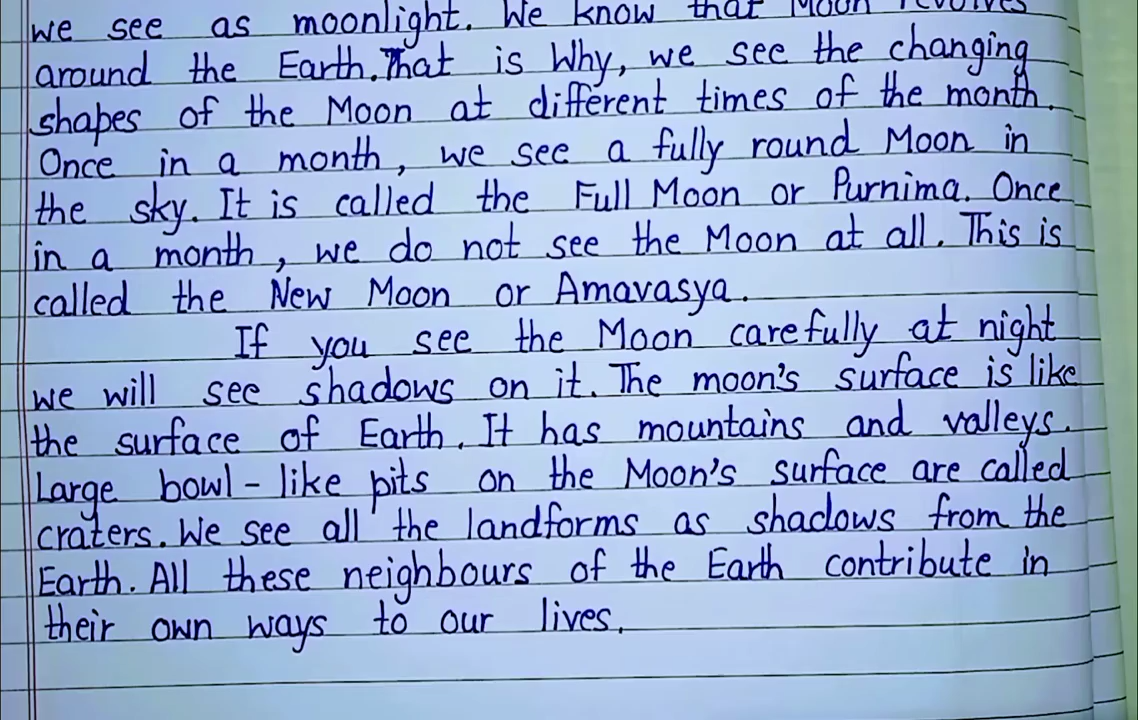 we see as moonlight. We know that Moon revolves
around the Earth. That is Why, we see the changing
shapes of the Moon at different times of the month.
Once in a month, we see a fully round Moon in
the sky. It is called the Full Moon or Purnima. Once
in a month, we do not see the Moon at all. This is
called the New Moon or Amavasya.
If you see the Moon carefully at night
we will see shadows on it. The moon's surface is like
the surface of Earth. It has mountains and valleys.
Large bowl-like pits on the Moon's surface are called
craters. We see all the landforms as shadows from the
Earth. All these neighbours of the Earth contribute in
their own ways to our lives.